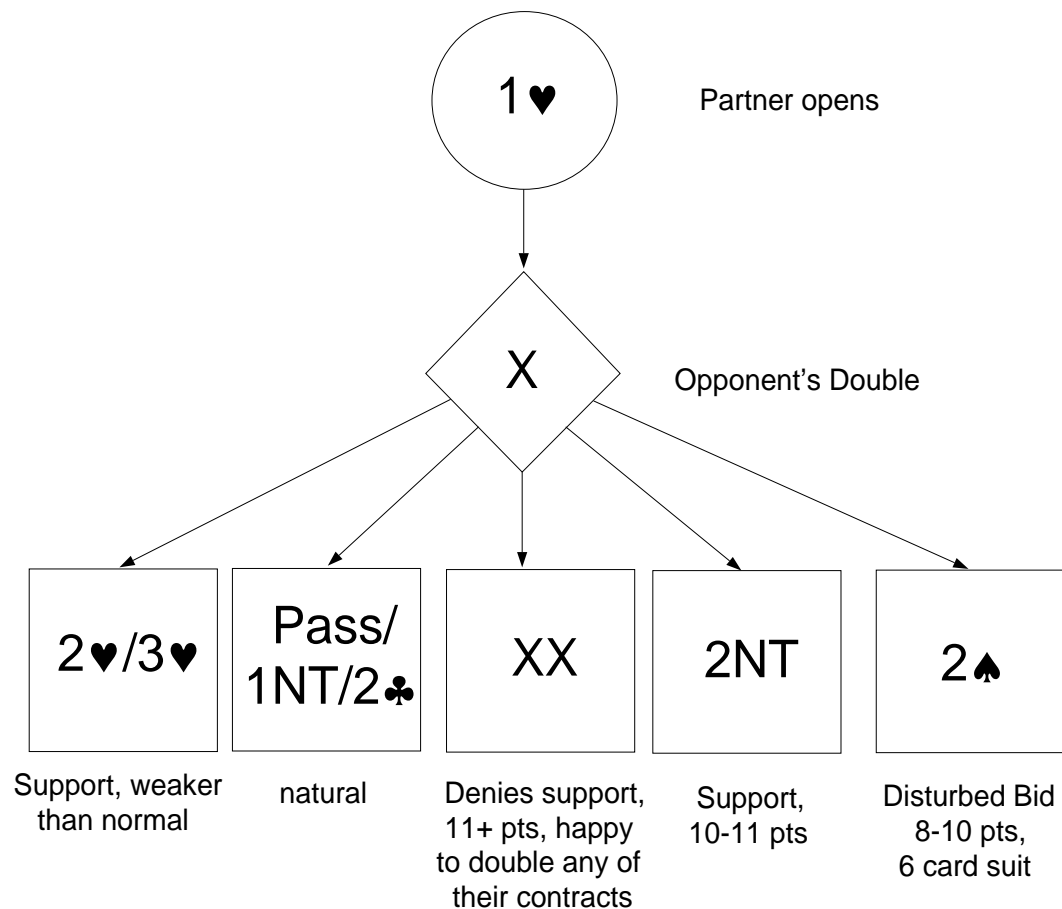 1♥
Partner opens
X
Opponent's Double
2♥/3♥
Pass/
1NT/2♣
XX
2NT
2♠
Support, weaker
than normal
natural
Denies support,
11+ pts, happy
to double any of
their contracts
Support,
10-11 pts
Disturbed Bid
8-10 pts,
6 card suit